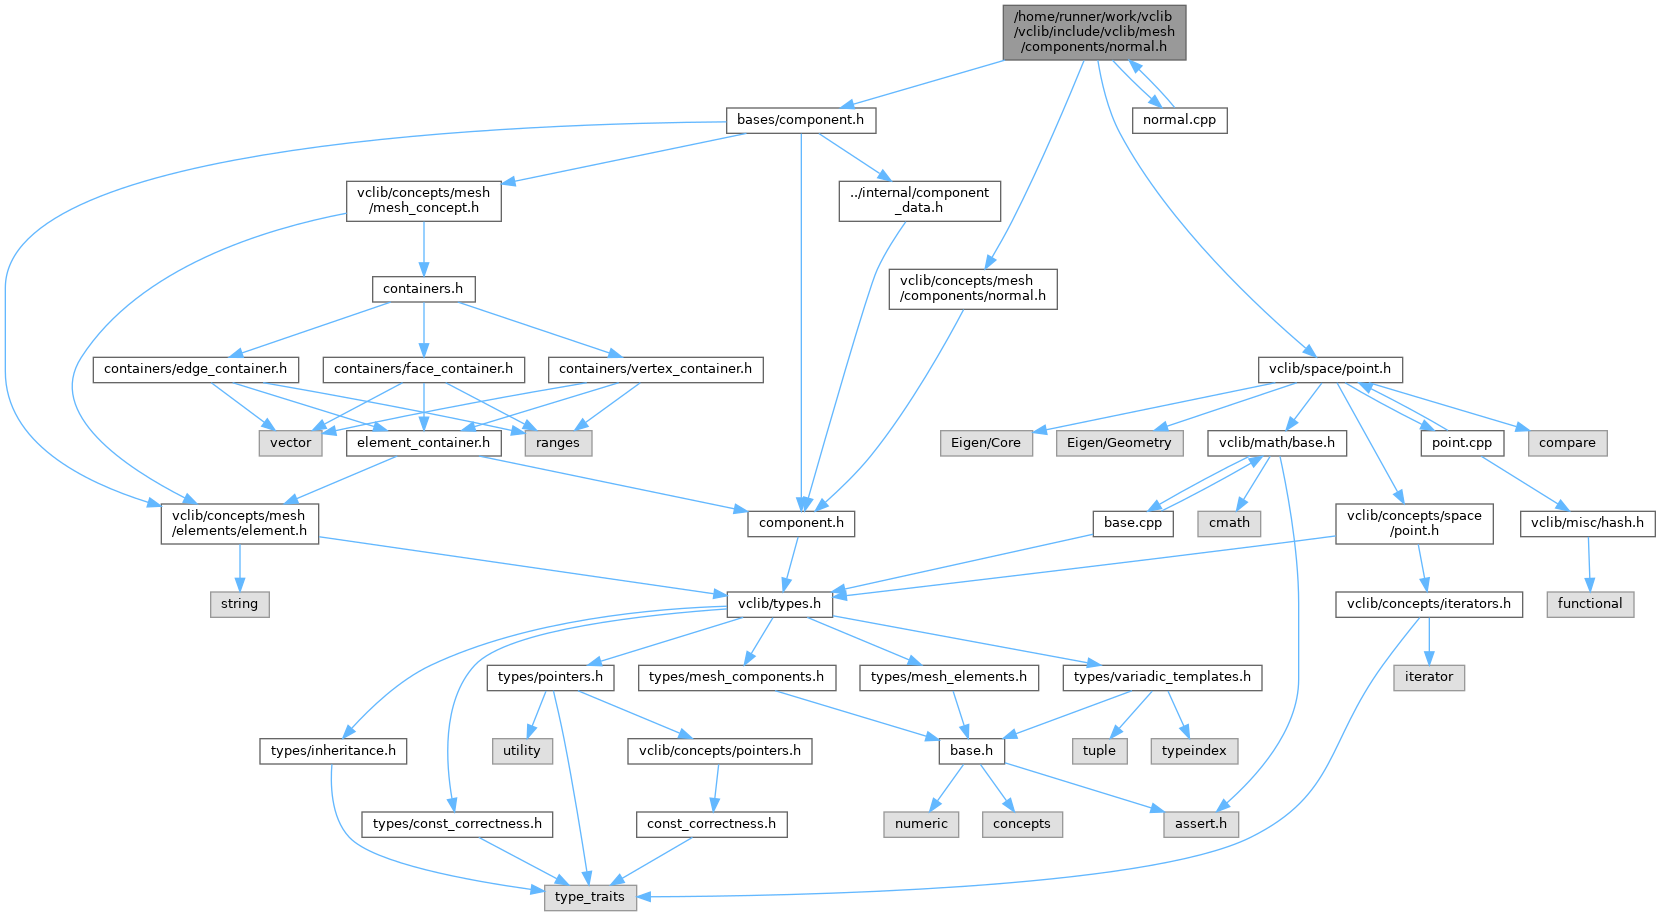 /home/runner/work/vclib
/vclib/include/vclib/mesh
/components/normal.h
bases/component.h
normal.cpp
vclib/concepts/mesh
/mesh_concept.h
../internal/component
_data.h
vclib/concepts/mesh
/components/normal.h
containers.h
containers/edge_container.h
containers/face_container.h
containers/vertex_container.h
vclib/space/point.h
vector
element_container.h
ranges
Eigen/Core
Eigen/Geometry
vclib/math/base.h
point.cpp
compare
vclib/concepts/mesh
/elements/element.h
component.h
base.cpp
cmath
vclib/concepts/space
/point.h
vclib/misc/hash.h
string
vclib/types.h
vclib/concepts/iterators.h
functional
types/pointers.h
types/mesh_components.h
types/mesh_elements.h
types/variadic_templates.h
iterator
types/inheritance.h
utility
vclib/concepts/pointers.h
base.h
tuple
typeindex
types/const_correctness.h
const_correctness.h
numeric
concepts
assert.h
type_traits